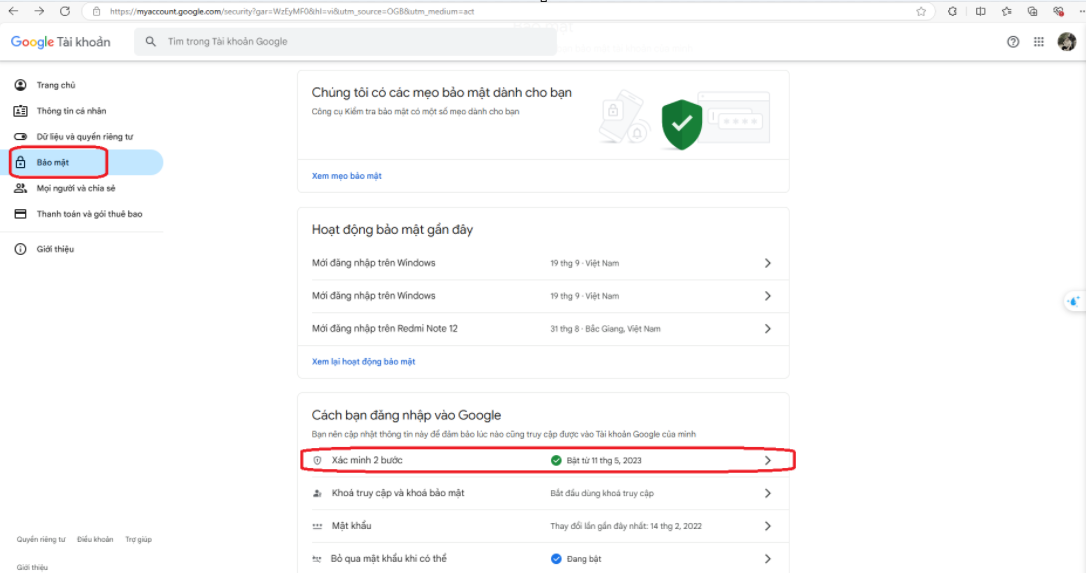 https://myaccount.google.com/security?gar=WzEyMF0&hl=vi&utm_source=OGB&utm_medium=act
Google Tài khoản
Tìm trong Tài khoản Google
Trang chủ
Thông tin cá nhân
Dữ liệu và quyền riêng tư
Bảo mật
Mọi người và chia sẻ
Thanh toán và gói thuê bao
Giới thiệu
Chúng tôi có các mẹo bảo mật dành cho bạn
Công cụ Kiểm tra bảo mật có một số mẹo dành cho bạn
Xem mẹo bảo mật
Hoạt động bảo mật gần đây
Mới đăng nhập trên Windows 19 thg 9 · Việt Nam
Mới đăng nhập trên Windows 19 thg 9 · Việt Nam
Mới đăng nhập trên Redmi Note 12 31 thg 8 · Bắc Giang, Việt Nam
Xem lại hoạt động bảo mật
Cách bạn đăng nhập vào Google
Bạn nên cập nhật thông tin này để đảm bảo lúc nào cũng truy cập được vào Tài khoản Google của mình
Xác minh 2 bước Bật từ 11 thg 5, 2023
Khoá truy cập và khoá bảo mật Bắt đầu dùng khoá truy cập
Mật khẩu Thay đổi lần gần đây nhất: 14 thg 2, 2022
Bỏ qua mật khẩu khi có thể Đang bật
Quyền riêng tư Điều khoản Trợ giúp
Giới thiệu